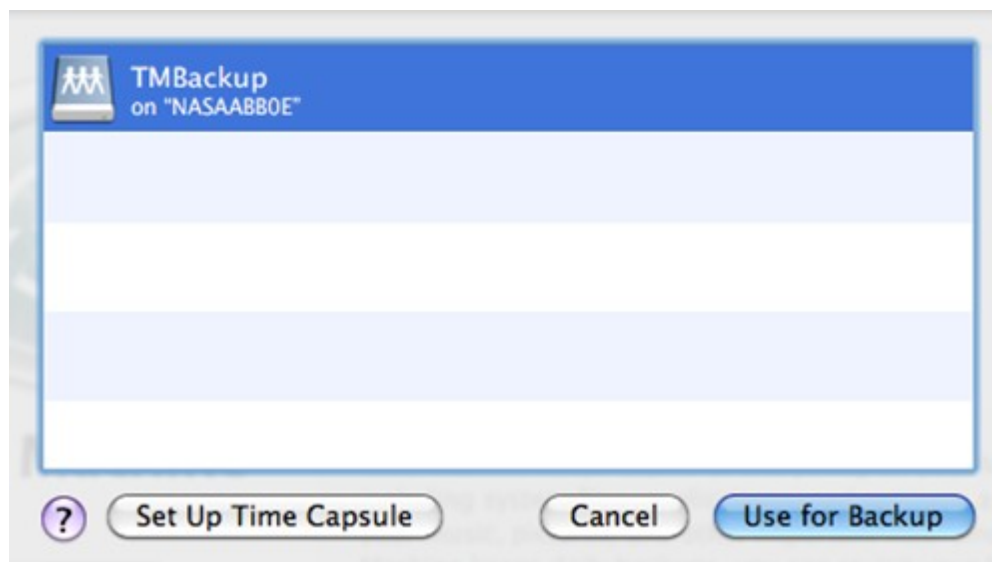 TMBackup
on "NASAABB0E"
?
Set Up Time Capsule
Cancel
Use for Backup